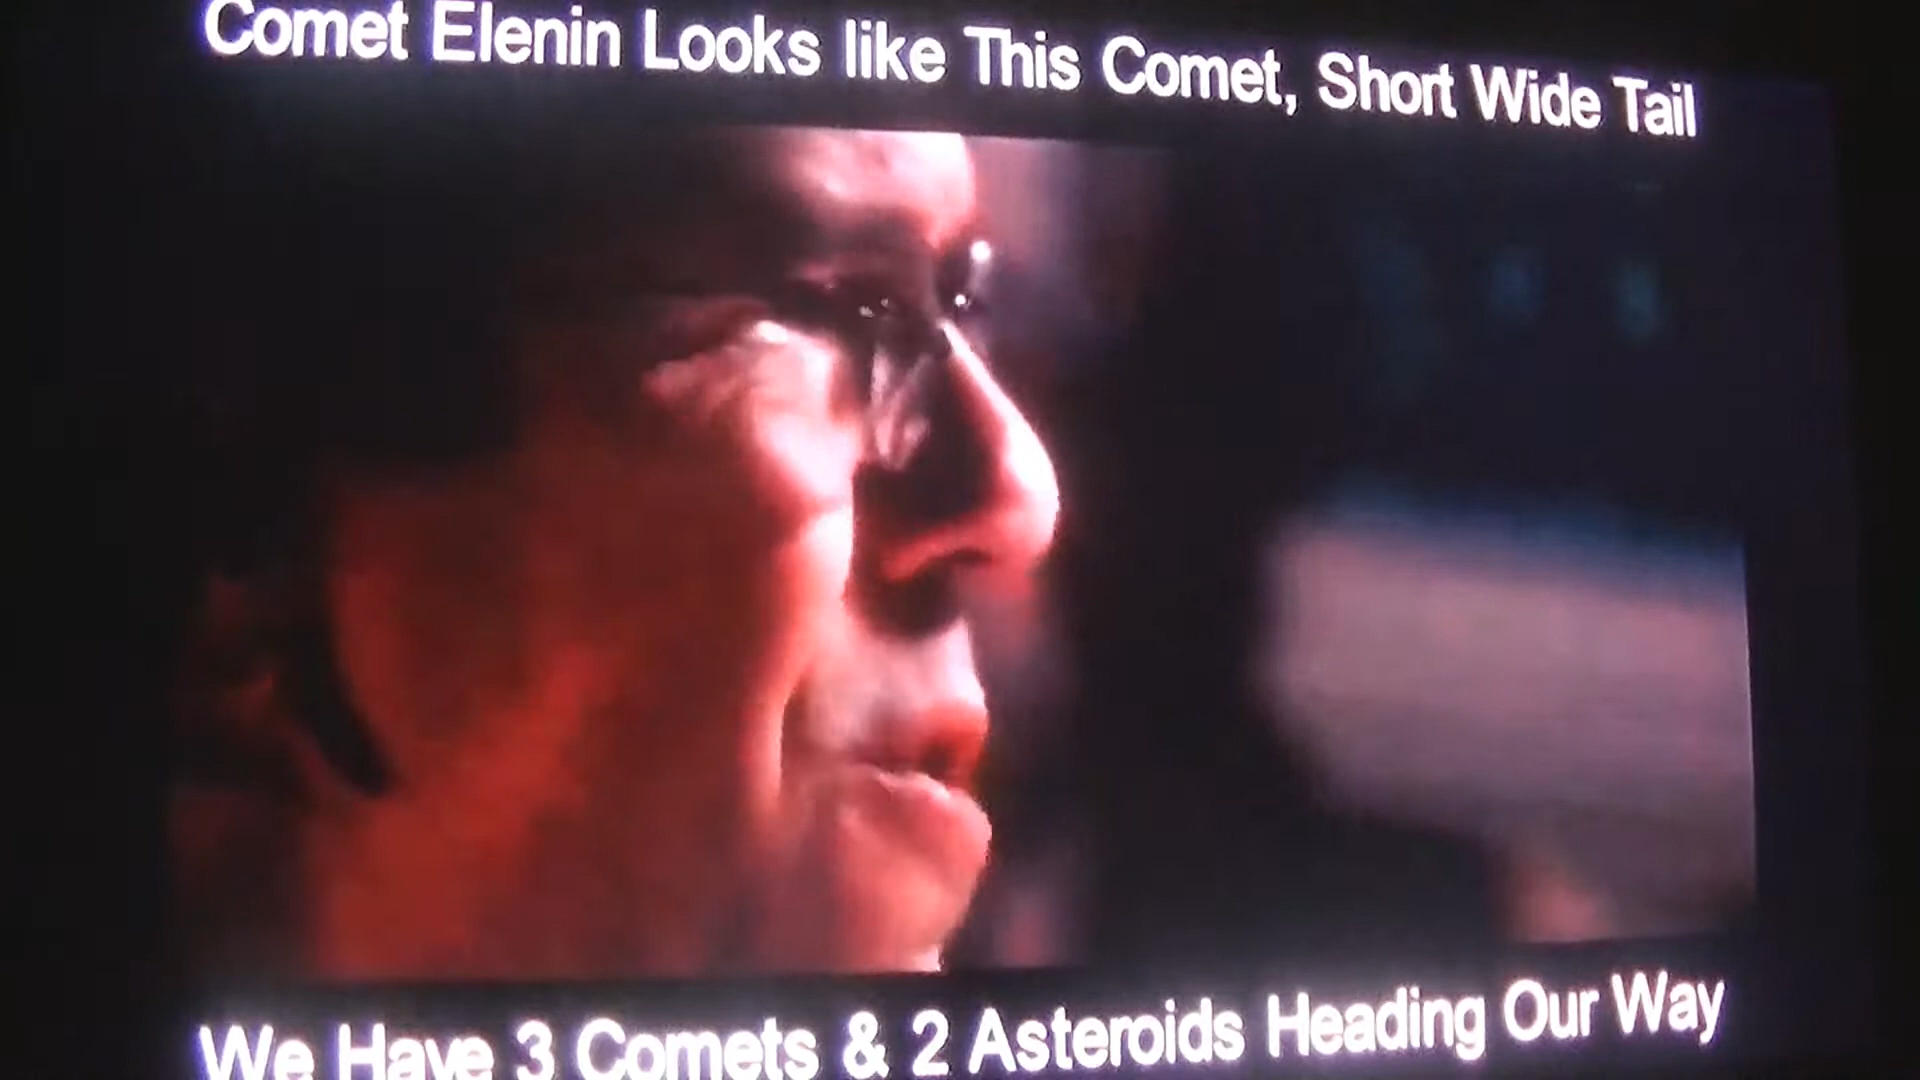 Comet Elenin Looks like This Comet, Short Wide Tail
We Have 3 Comets & 2 Asteroids Heading Our Way